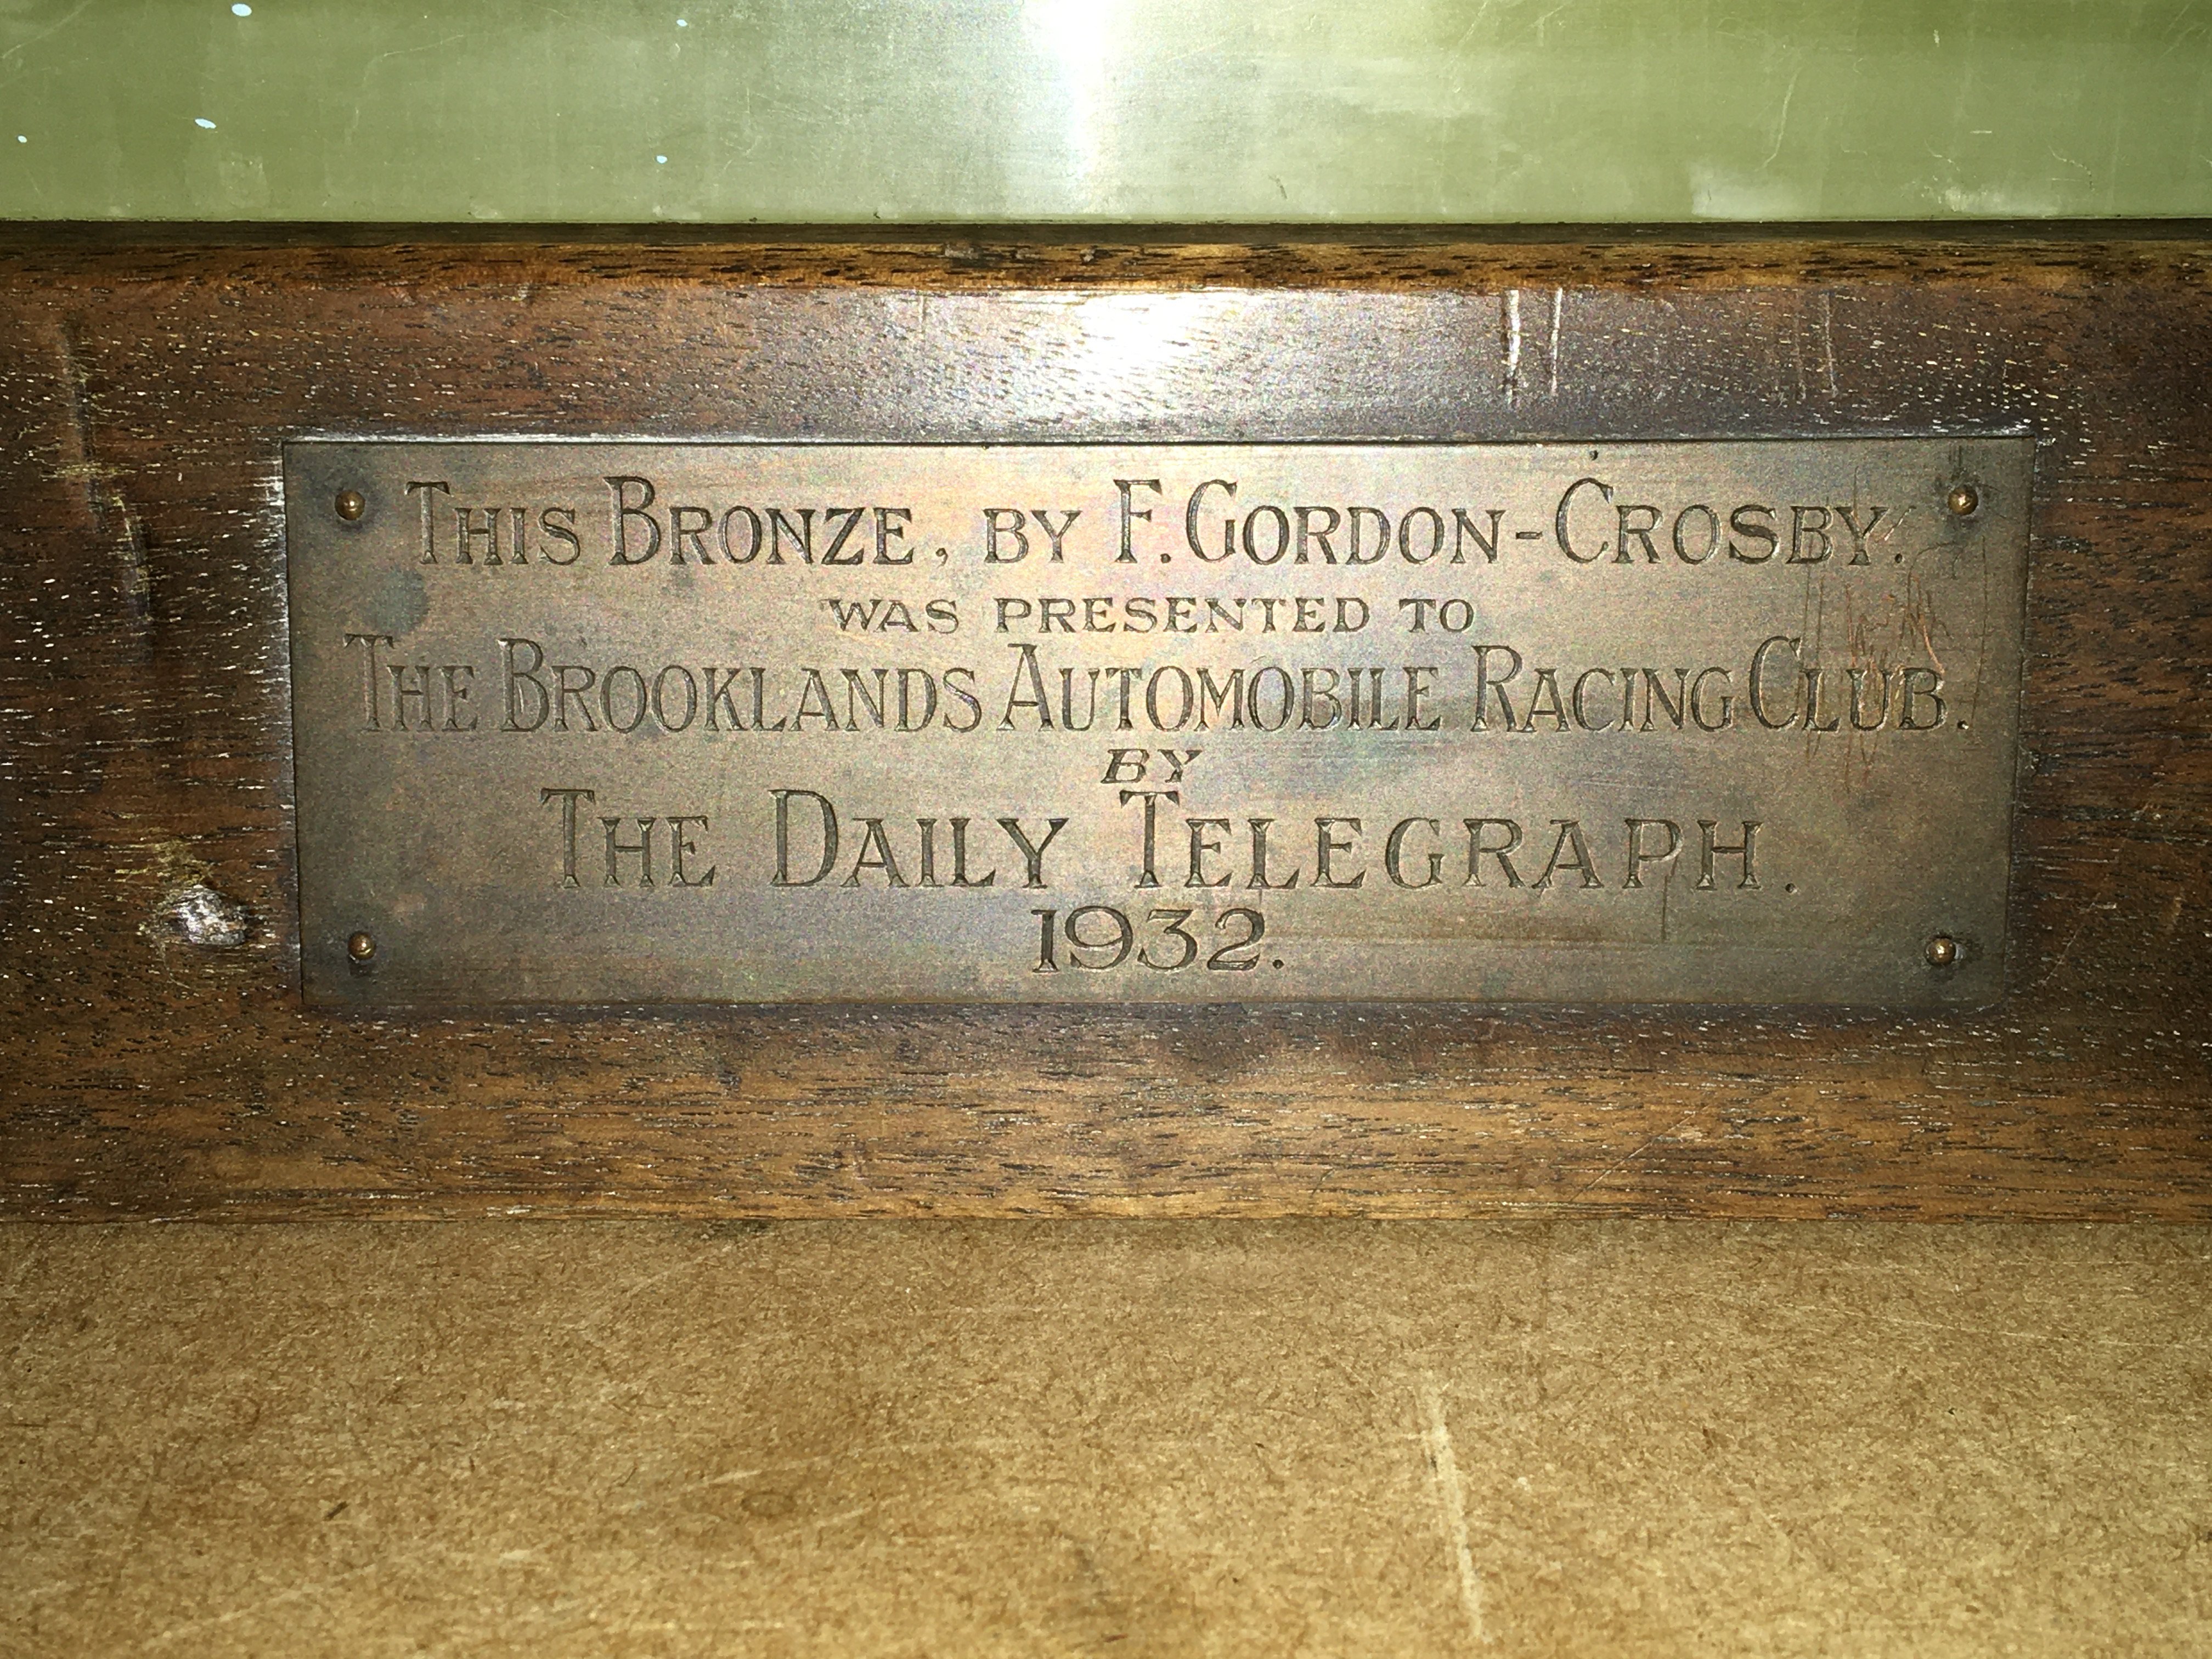 THIS BRONZE, BY F. GORDON-CROSBY.
WAS PRESENTED TO
THE BROOKLANDS AUTOMOBILE RACING CLUB.
BY
THE DAILY TELEGRAPH.
1932.